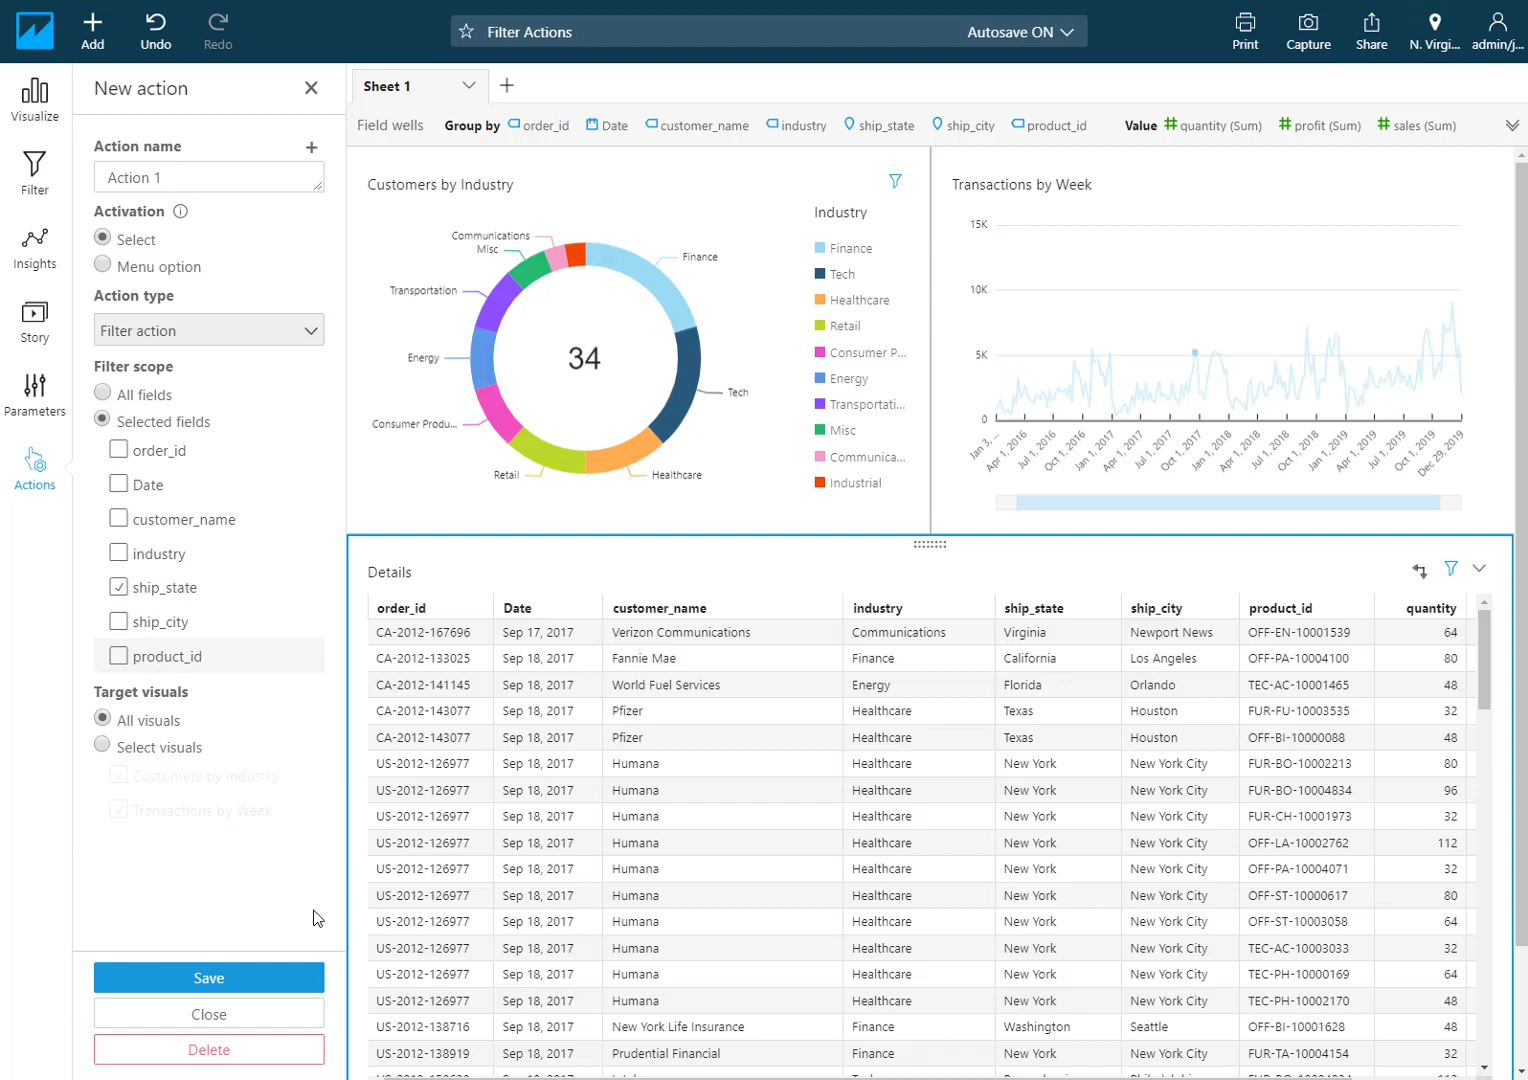 Add
Undo
Redo
Filter Actions
Autosave ON
Print
Capture
Share
N. Virgi...
admin/j...
Visualize
Filter
Insights
Story
Parameters
Actions
New action
Action name
Action 1
Activation
Select
Menu option
Action type
Filter action
Filter scope
All fields
Selected fields
order_id
Date
customer_name
industry
ship_state
ship_city
product_id
Target visuals
All visuals
Select visuals
Customers by Industry
Transactions by Week
Save
Close
Delete
Sheet 1
Field wells Group by order_id Date customer_name industry ship_state ship_city product_id Value quantity (Sum) profit (Sum) sales (Sum)
Customers by Industry
Communications
Misc
Finance
Transportation
Energy
34
Tech
Consumer Produ...
Retail
Healthcare
Industry
Finance
Tech
Healthcare
Retail
Consumer P...
Energy
Transportati...
Misc
Communica...
Industrial
Transactions by Week
15K
10K
5K
0
Jan 3, ...
Apr 1, 2016
Jul 1, 2016
Oct 1, 2016
Jan 1, 2017
Apr 1, 2017
Jul 1, 2017
Oct 1, 2017
Jan 1, 2018
Apr 1, 2018
Jul 1, 2018
Oct 1, 2018
Jan 1, 2019
Apr 1, 2019
Jul 1, 2019
Oct 1, 2019
Dec 29, 2019
Details
order_id Date customer_name industry ship_state ship_city product_id quantity
CA-2012-167696 Sep 17, 2017 Verizon Communications Communications Virginia Newport News OFF-EN-10001539 64
CA-2012-133025 Sep 18, 2017 Fannie Mae Finance California Los Angeles OFF-PA-10004100 80
CA-2012-141145 Sep 18, 2017 World Fuel Services Energy Florida Orlando TEC-AC-10001465 48
CA-2012-143077 Sep 18, 2017 Pfizer Healthcare Texas Houston FUR-FU-10003535 32
CA-2012-143077 Sep 18, 2017 Pfizer Healthcare Texas Houston OFF-BI-10000088 48
US-2012-126977 Sep 18, 2017 Humana Healthcare New York New York City FUR-BO-10002213 80
US-2012-126977 Sep 18, 2017 Humana Healthcare New York New York City FUR-BO-10004834 96
US-2012-126977 Sep 18, 2017 Humana Healthcare New York New York City FUR-CH-10001973 32
US-2012-126977 Sep 18, 2017 Humana Healthcare New York New York City OFF-LA-10002762 112
US-2012-126977 Sep 18, 2017 Humana Healthcare New York New York City OFF-PA-10004071 32
US-2012-126977 Sep 18, 2017 Humana Healthcare New York New York City OFF-ST-10000617 80
US-2012-126977 Sep 18, 2017 Humana Healthcare New York New York City OFF-ST-10003058 64
US-2012-126977 Sep 18, 2017 Humana Healthcare New York New York City TEC-AC-10003033 32
US-2012-126977 Sep 18, 2017 Humana Healthcare New York New York City TEC-PH-10000169 64
US-2012-126977 Sep 18, 2017 Humana Healthcare New York New York City TEC-PH-10002170 48
US-2012-138716 Sep 18, 2017 New York Life Insurance Finance Washington Seattle OFF-BI-10001628 48
US-2012-138919 Sep 18, 2017 Prudential Financial Finance New York New York City FUR-TA-10004154 32